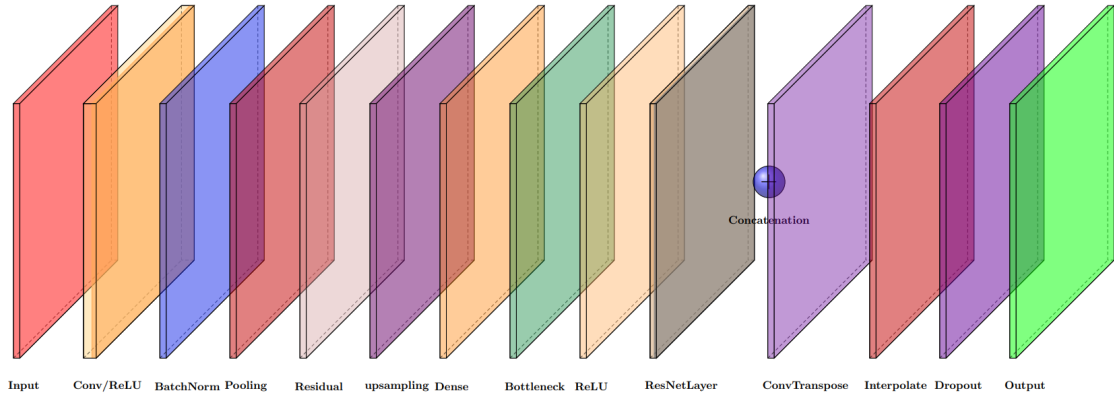 +
Concatenation
Input Conv/ReLU BatchNorm Pooling Residual upsampling Dense Bottleneck ReLU ResNetLayer ConvTranspose Interpolate Dropout Output